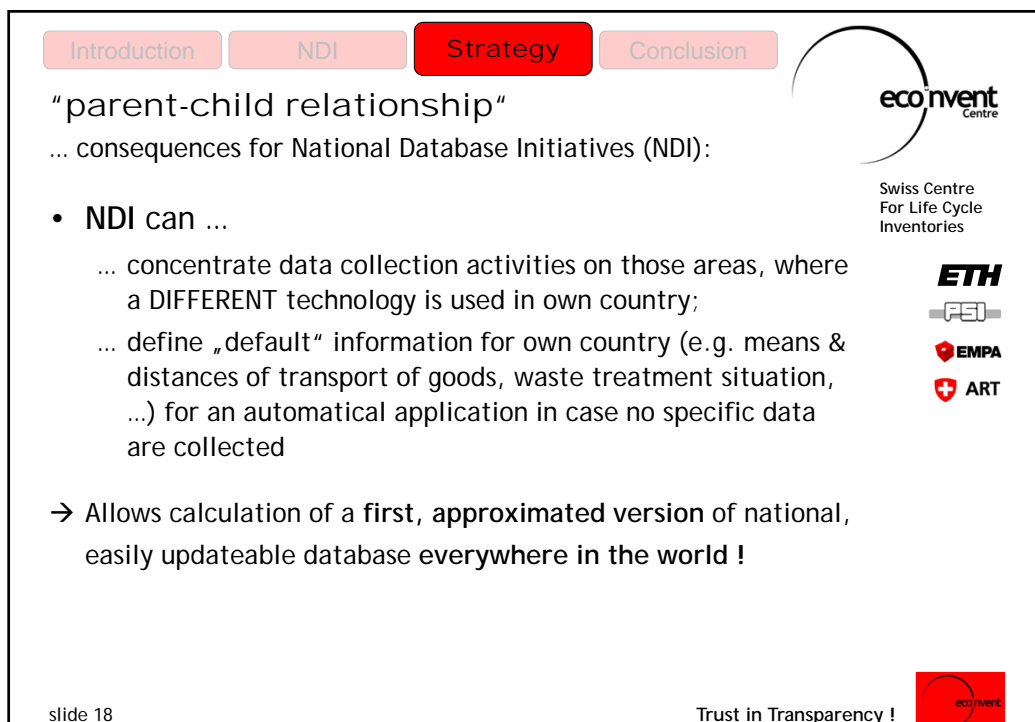 Introduction
NDI
Strategy
Conclusion
"parent-child relationship"
... consequences for National Database Initiatives (NDI):
• NDI can ...
... concentrate data collection activities on those areas, where
a DIFFERENT technology is used in own country;
... define „default“ information for own country (e.g. means &
distances of transport of goods, waste treatment situation,
...) for an automatical application in case no specific data
are collected
→ Allows calculation of a first, approximated version of national,
easily updateable database everywhere in the world !
ecoinvent
Centre
Swiss Centre
For Life Cycle
Inventories
ETH
PSI
EMPA
ART
slide 18
Trust in Transparency !
ecoinvent